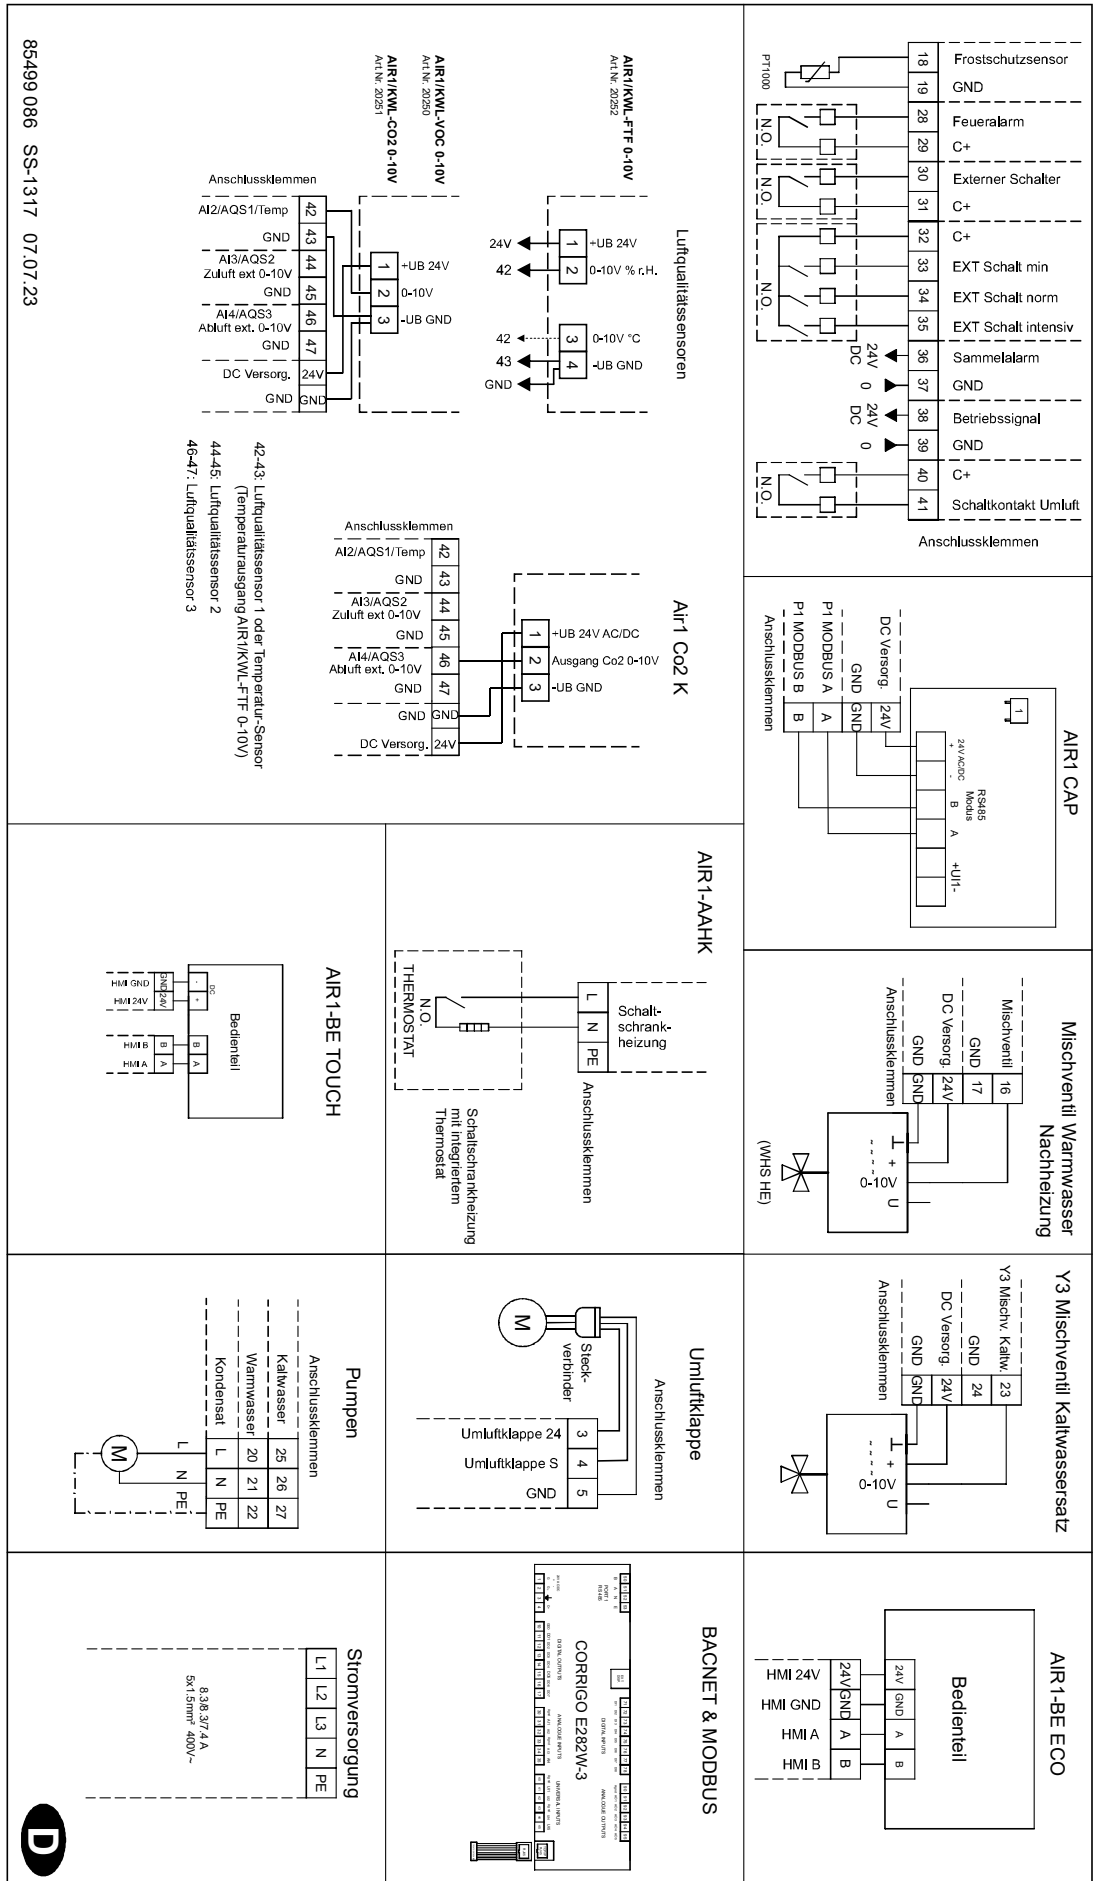 18 Frostschutzsensor
19 GND
PT1000
28 Feueralarm
29 C+
N.O.
30 Externer Schalter
31 C+
N.O.
32 C+
33 EXT Schalt min
34 EXT Schalt norm
35 EXT Schalt intensiv
N.O.
36 Sammelalarm
24V DC
37 GND
0
38 Betriebssignal
24V DC
39 GND
0
40 C+
41 Schaltkontakt Umluft
N.O.
Anschlussklemmen
Luftqualitätssensoren
AIR1/KWL-FTF 0-10V
Art.Nr. 20252
1 +UB 24V
2 0-10V % r.H.
3 0-10V °C
4 -UB GND
24V
42
42
43
GND
AIR1/KWL-VOC 0-10V
Art.Nr. 20250
AIR1/KWL-CO2 0-10V
Art.Nr. 20251
1 +UB 24V
2 0-10V
3 -UB GND
Anschlussklemmen
AI2/AQS1/Temp 42
GND 43
AI3/AQS2 44
Zuluft ext 0-10V
GND 45
AI4/AQS3 46
Abluft ext. 0-10V
GND 47
DC Versorg. 24V
GND GND
42-43: Luftqualitätssensor 1 oder Temperatur-Sensor
(Temperaturausgang AIR1/KWL-FTF 0-10V)
44-45: Luftqualitätssensor 2
46-47: Luftqualitätssensor 3
85499 086 SS-1317 07.07.23
Air1 Co2 K
1 +UB 24V AC/DC
2 Ausgang Co2 0-10V
3 -UB GND
Anschlussklemmen
AI2/AQS1/Temp 42
GND 43
AI3/AQS2 44
Zuluft ext 0-10V
GND 45
AI4/AQS3 46
Abluft ext. 0-10V
GND 47
GND GND
DC Versorg. 24V
AIR1 CAP
1
24V AC/DC
+ -
RS485
Modus
B A
+UI1-
DC Versorg. 24V
GND GND
P1 MODBUS A A
P1 MODBUS B B
Anschlussklemmen
Mischventil Warmwasser
Nachheizung
Mischventil 16
GND 17
DC Versorg. 24V
GND GND
Anschlussklemmen
⊥ + 0-10V U
~ ~ ~ ~
(WHS HE)
Y3 Mischventil Kaltwassersatz
Y3 Mischv. Kaltw. 23
GND 24
DC Versorg. 24V
GND GND
Anschlussklemmen
⊥ + 0-10V U
~ ~ ~ ~
AIR1-BE ECO
Bedienteil
24V GND A B
HMI 24V 24V
HMI GND GND
HMI A A
HMI B B
AIR1-AAHK
L N PE
Schalt-
schrank-
heizung
Anschlussklemmen
N.O.
THERMOSTAT
Schaltschrankheizung
mit integriertem
Thermostat
Umluftklappe
Anschlussklemmen
M
Steck-
verbinder
Umluftklappe 24 3
Umluftklappe S 4
GND 5
BACNET & MODBUS
CORRIGO E282W-3
PORT 1
RS485
DIGITAL INPUTS
ANALOGUE OUTPUTS
DIGITAL OUTPUTS
ANALOGUE INPUTS
UNIVERSAL INPUTS
AIR1-BE TOUCH
Bedienteil
DC
- +
B A
HMI GND GND
HMI 24V 24V
HMI B B
HMI A A
Pumpen
Anschlussklemmen
Kaltwasser 25 26 27
Warmwasser 20 21 22
Kondensat L N PE
L N PE
M
Stromversorgung
L1 L2 L3 N PE
8.3/8.3/7.4 A
5x1.5mm² 400V~
D